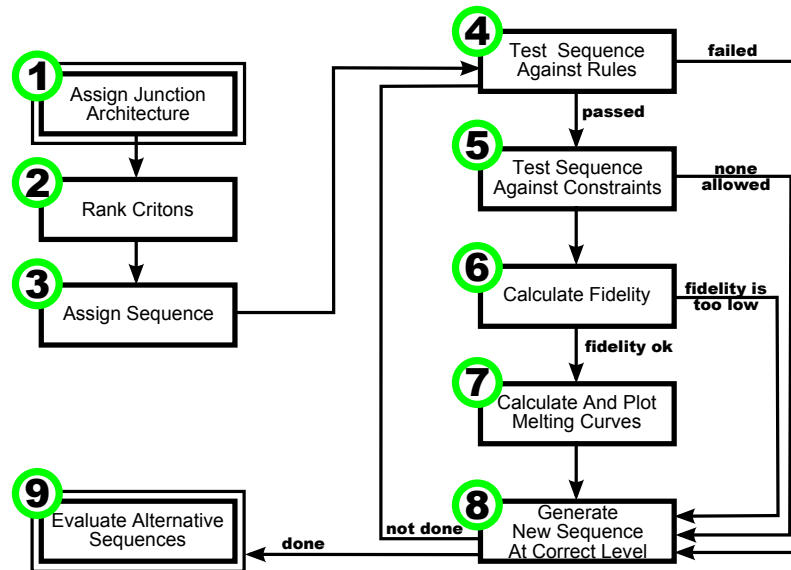 1
Assign Junction
Architecture
2
Rank Critons
3
Assign Sequence
4
Test Sequence
Against Rules
failed
passed
5
Test Sequence
Against Constraints
none
allowed
6
Calculate Fidelity
fidelity is
too low
fidelity ok
7
Calculate And Plot
Melting Curves
8
Generate
New Sequence
At Correct Level
not done
done
9
Evaluate Alternative
Sequences